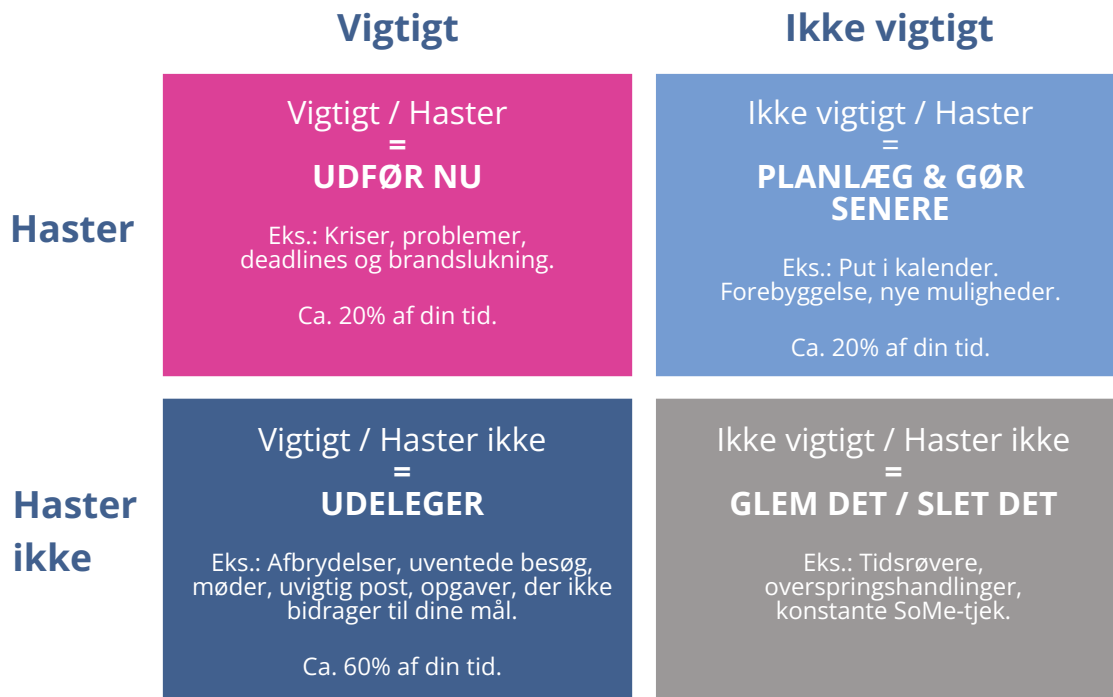 Vigtigt
Ikke vigtigt
Haster
Vigtigt / Haster
=
UDFØR NU
Eks.: Kriser, problemer,
deadlines og brandslukning.
Ca. 20% af din tid.
Ikke vigtigt / Haster
=
PLANLÆG & GØR
SENERE
Eks.: Put i kalender.
Forebyggelse, nye muligheder.
Ca. 20% af din tid.
Haster
ikke
Vigtigt / Haster ikke
=
UDELEGER
Eks.: Afbrydelser, uventede besøg,
møder, uvigtig post, opgaver, der ikke
bidrager til dine mål.
Ca. 60% af din tid.
Ikke vigtigt / Haster ikke
=
GLEM DET / SLET DET
Eks.: Tidsrøvere,
overspringshandlinger,
konstante SoMe-tjek.